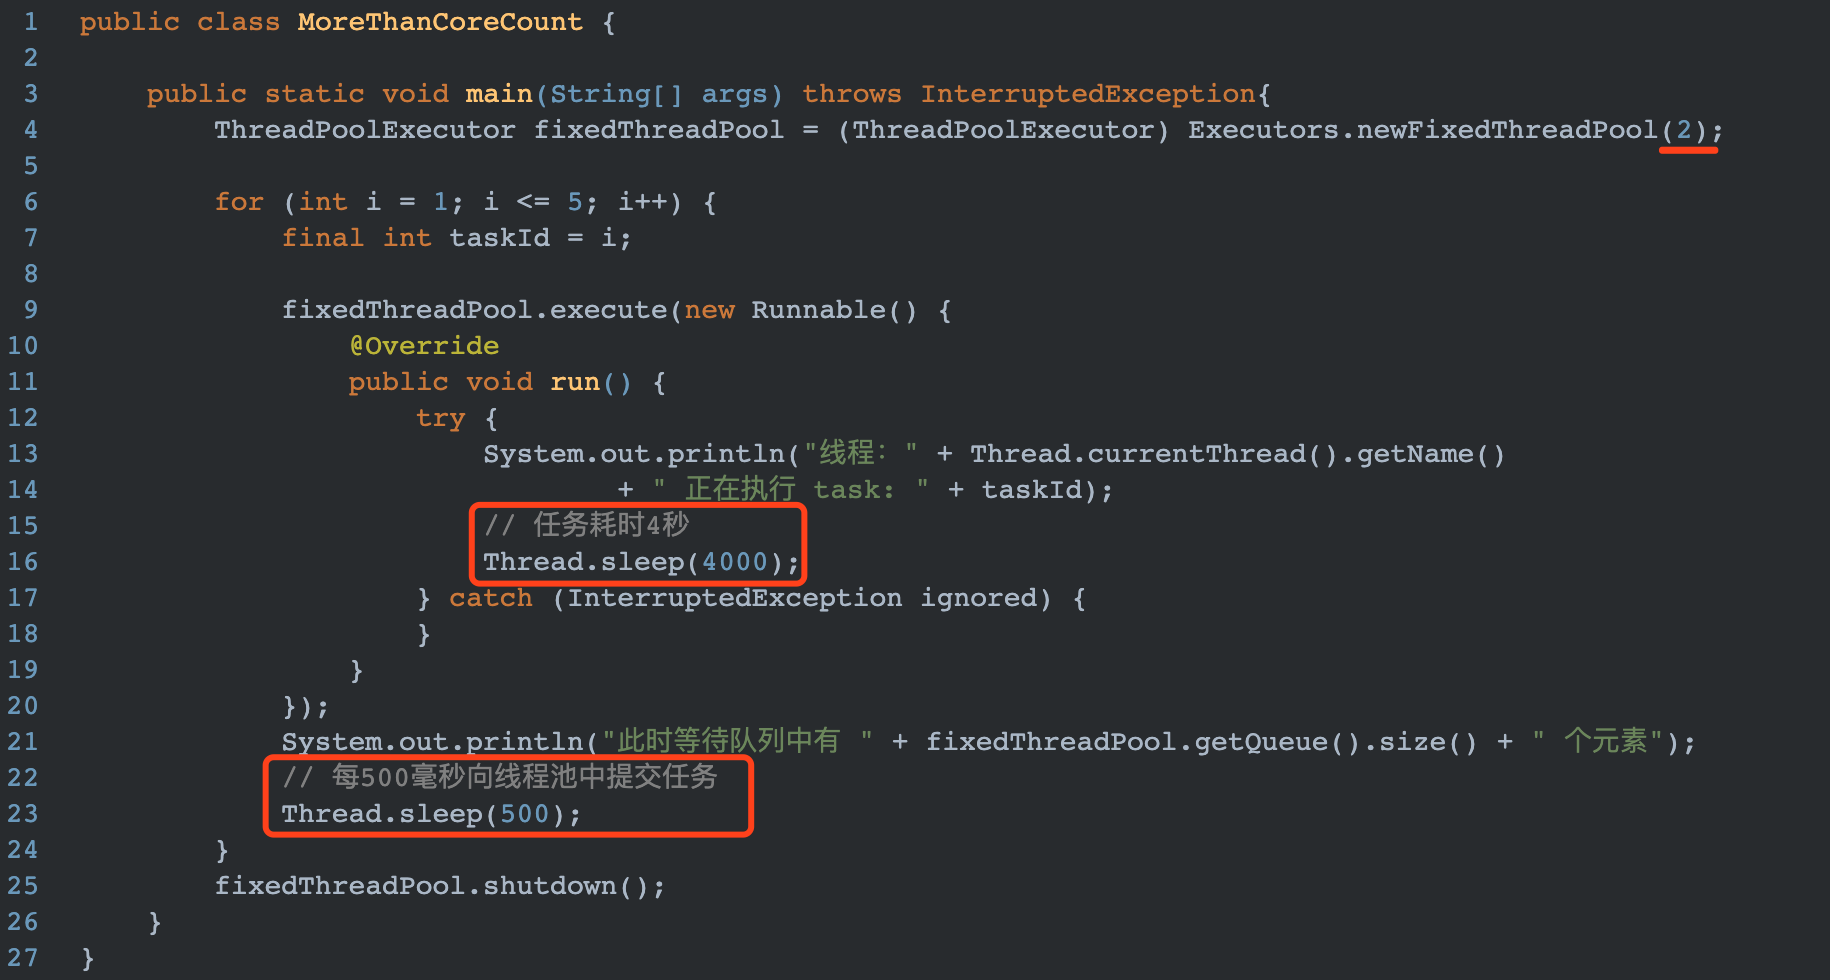 1 public class MoreThanCoreCount {
2
3     public static void main(String[] args) throws InterruptedException{
4         ThreadPoolExecutor fixedThreadPool = (ThreadPoolExecutor) Executors.newFixedThreadPool(2);
5
6         for (int i = 1; i <= 5; i++) {
7             final int taskId = i;
8
9             fixedThreadPool.execute(new Runnable() {
10                 @Override
11                 public void run() {
12                     try {
13                         System.out.println("线程: " + Thread.currentThread().getName()
14                                 + " 正在执行 task: " + taskId);
15                         // 任务耗时4秒
16                         Thread.sleep(4000);
17                     } catch (InterruptedException ignored) {
18                     }
19                 }
20             });
21             System.out.println("此时等待队列中有 " + fixedThreadPool.getQueue().size() + " 个元素");
22             // 每500毫秒向线程池中提交任务
23             Thread.sleep(500);
24         }
25         fixedThreadPool.shutdown();
26     }
27 }